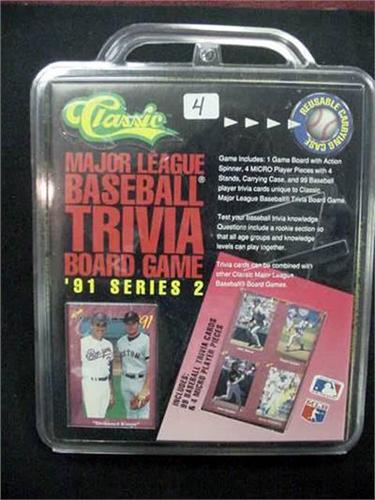 Classic
4
REUSABLE CARRYING CASE
MAJOR LEAGUE
BASEBALL®
TRIVIA
BOARD GAME
'91 SERIES 2
Game Includes: 1 Game Board with Action
Spinner, 4 MICRO Player Pieces with 4
Stands, Carrying Case, and 99 Baseball
player trivia cards unique to Classic
Major League Baseball® Trivia Board Game.
Test your baseball trivia knowledge.
Questions include a rookie section so
that all age groups and knowledge
levels can play together.
Trivia cards can be combined with
other Classic Major League
Baseball® Board Games.
91
"Strikeout Kings"
INCLUDES:
99 BASEBALL TRIVIA CARDS
& 4 MICRO PLAYER PIECES